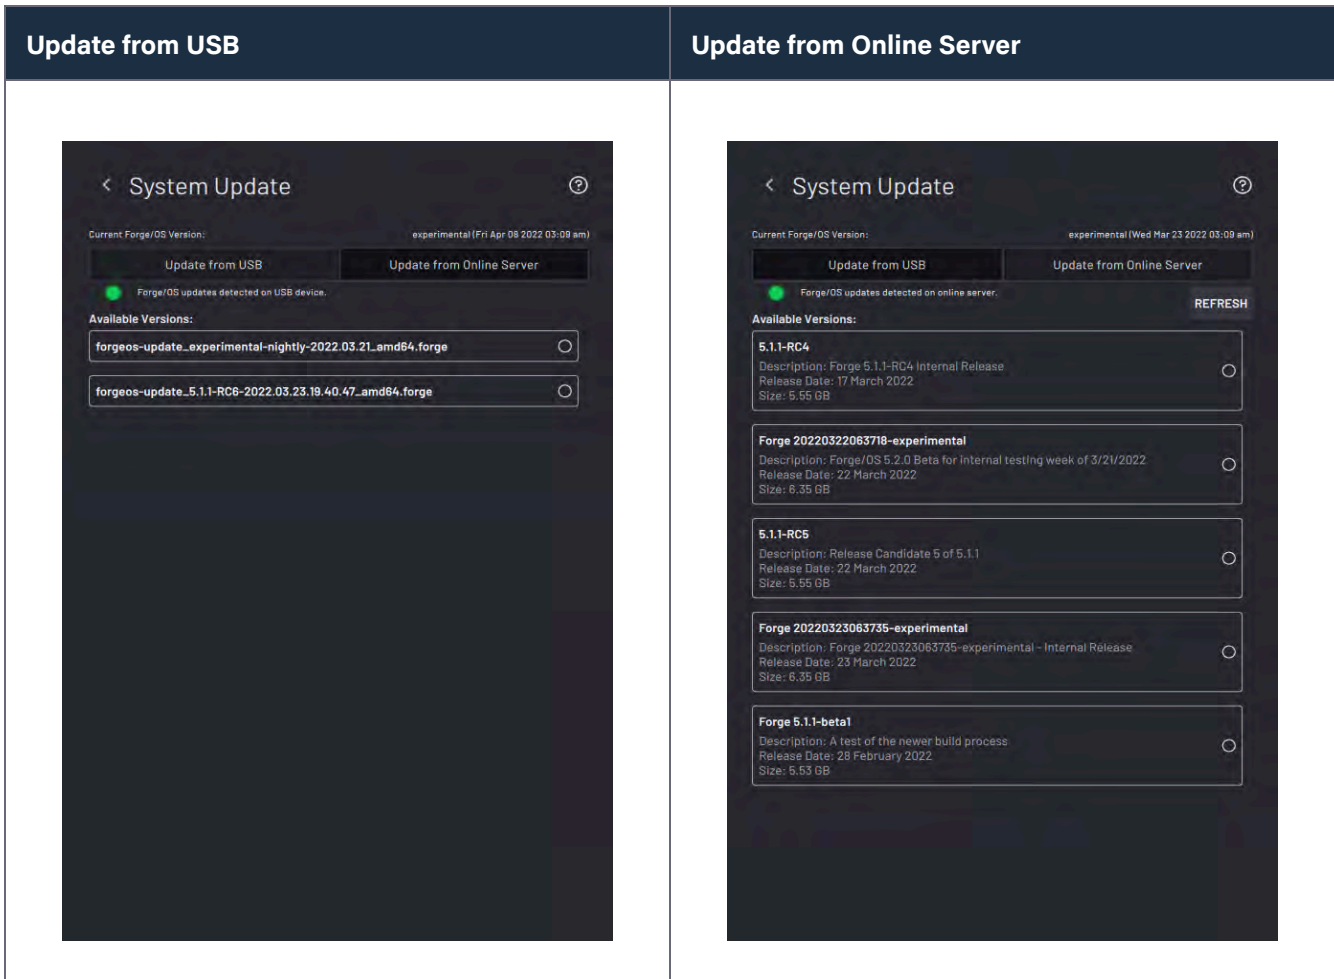 Update from USB
Update from Online Server
< System Update
?
Current Forge/OS Version:
experimental (Fri Apr 08 2022 03:09 am)
Update from USB
Update from Online Server
Forge/OS updates detected on USB device.
Available Versions:
forgeos-update_experimental-nightly-2022.03.21_amd64.forge
forgeos-update_5.1.1-RC6-2022.03.23.19.40.47_amd64.forge
< System Update
?
Current Forge/OS Version:
experimental (Wed Mar 23 2022 03:09 am)
Update from USB
Update from Online Server
Forge/OS updates detected on online server.
REFRESH
Available Versions:
5.1.1-RC4
Description: Forge 5.1.1-RC4 Internal Release
Release Date: 17 March 2022
Size: 5.55 GB
Forge 20220322063718-experimental
Description: Forge/OS 5.2.0 Beta for internal testing week of 3/21/2022
Release Date: 22 March 2022
Size: 6.35 GB
5.1.1-RC5
Description: Release Candidate 5 of 5.1.1
Release Date: 22 March 2022
Size: 5.55 GB
Forge 20220323063735-experimental
Description: Forge 20220323063735-experimental - Internal Release
Release Date: 23 March 2022
Size: 6.35 GB
Forge 5.1.1-beta1
Description: A test of the newer build process
Release Date: 28 February 2022
Size: 5.53 GB